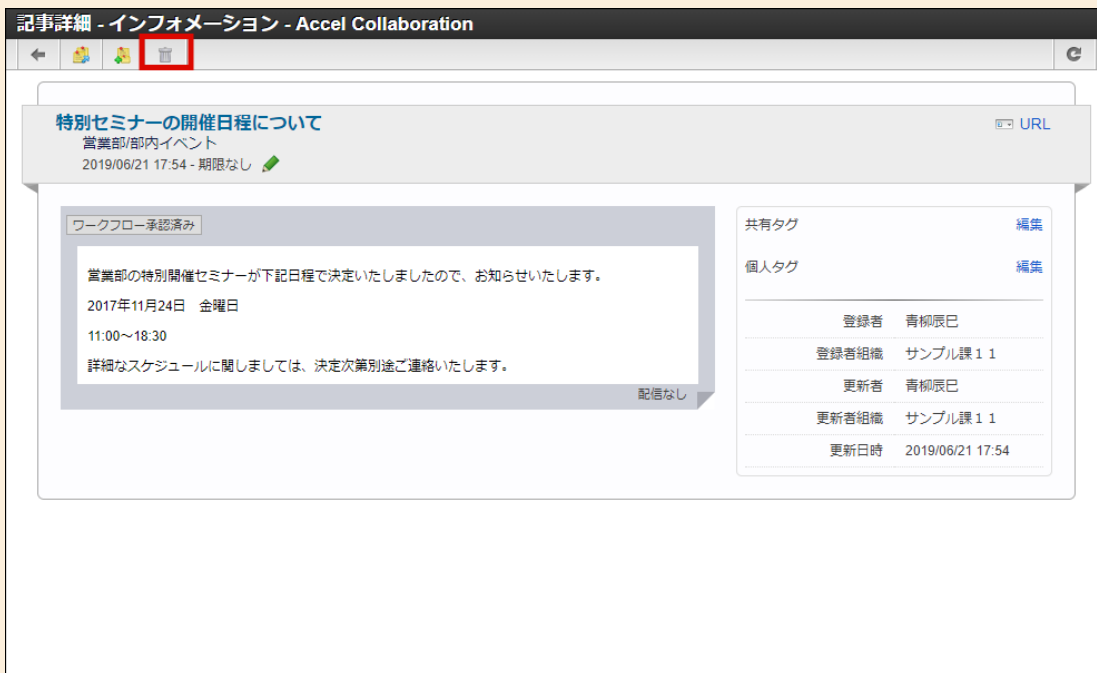 記事詳細 - インフォメーション - Accel Collaboration
特別セミナーの開催日程について
URL
営業部/部内イベント
2019/06/21 17:54 - 期限なし
ワークフロー承認済み
営業部の特別開催セミナーが下記日程で決定いたしましたので、お知らせいたします。
2017年11月24日　金曜日
11:00～18:30
詳細なスケジュールに関しましては、決定次第別途ご連絡いたします。
配信なし
共有タグ 編集
個人タグ 編集
登録者 青柳辰巳
登録者組織 サンプル課１１
更新者 青柳辰巳
更新者組織 サンプル課１１
更新日時 2019/06/21 17:54